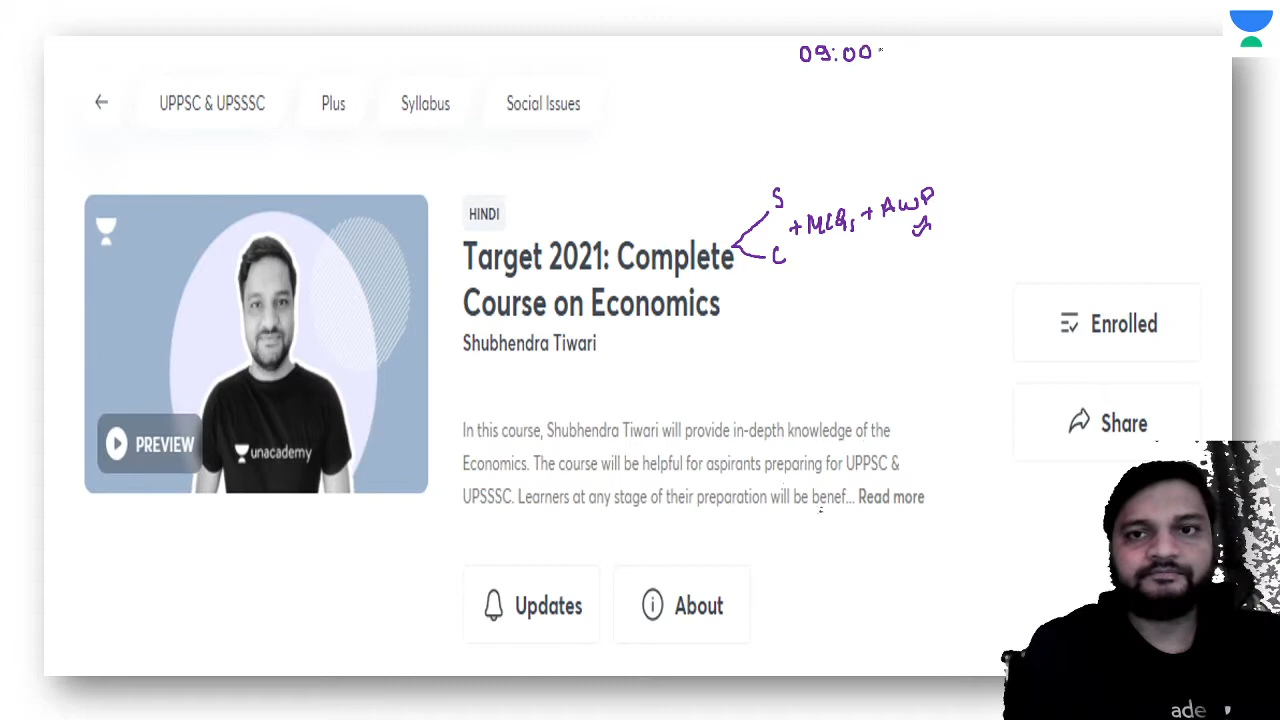 09:00
UPPSC & UPSSSC
Plus
Syllabus
Social Issues
HINDI
S
+ MCQs + AWP
Target 2021: Complete
C
Course on Economics
Shubhendra Tiwari
Enrolled
Share
PREVIEW
unacademy
In this course, Shubhendra Tiwari will provide in-depth knowledge of the
Economics. The course will be helpful for aspirants preparing for UPPSC &
UPSSSC. Learners at any stage of their preparation will be benef... Read more
Updates
About
ade